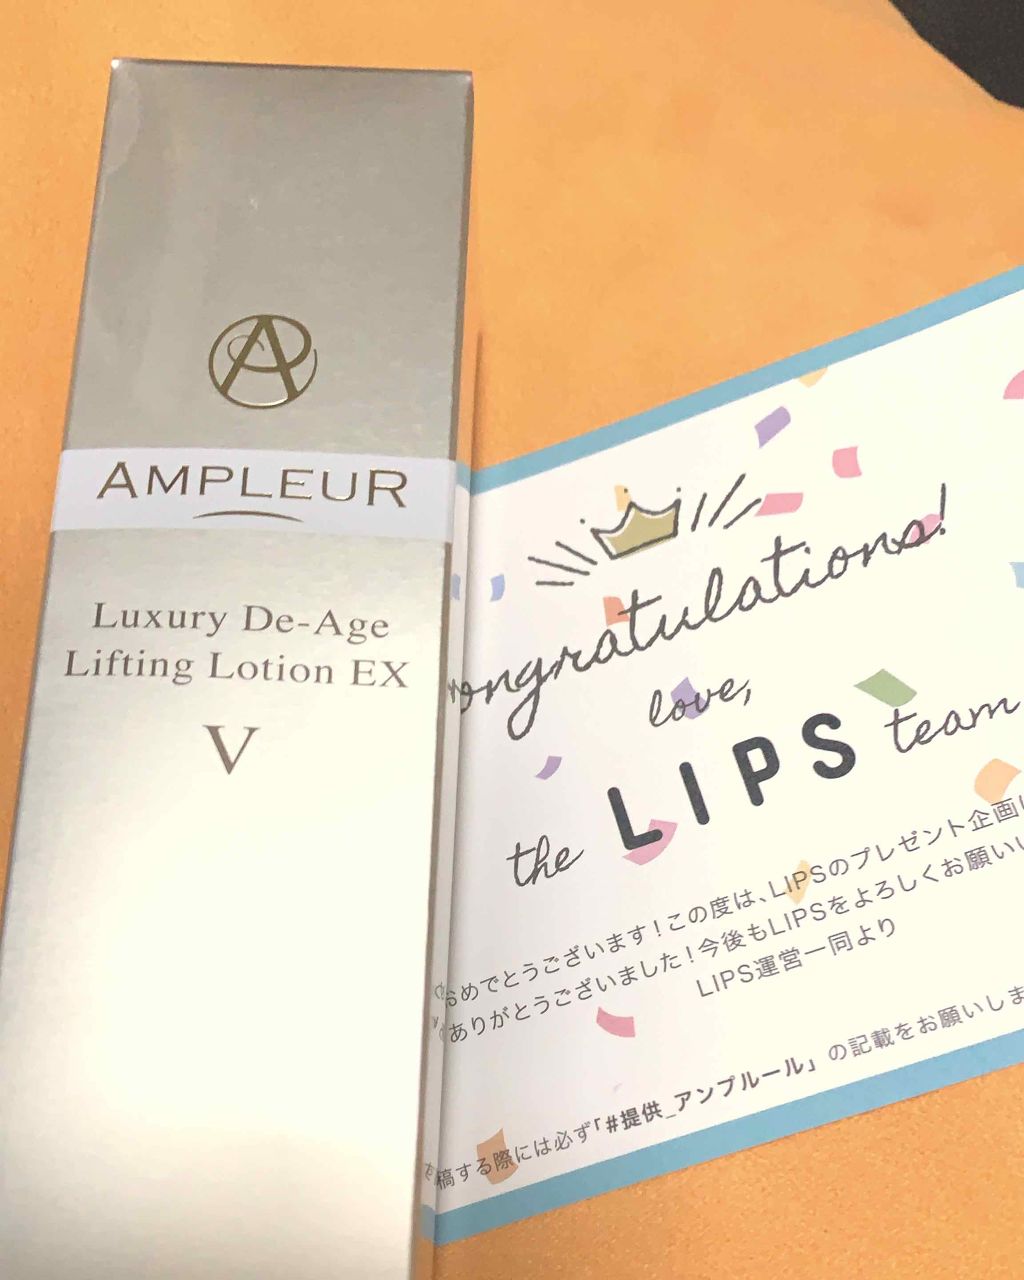 AMPLEUR
Luxury De-Age
Lifting Lotion EX
V
ongratulations!
love,
the LIPS team
おめでとうございます！この度は、LIPSのプレゼント企画に
ありがとうございました！今後もLIPSをよろしくお願いい
LIPS運営一同より
稿する際には必ず「#提供_アンプルール」の記載をお願いしま